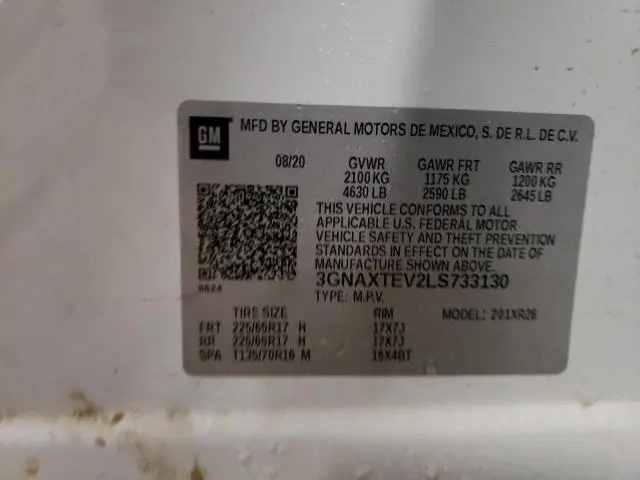 GM MFD BY GENERAL MOTORS DE MEXICO, S. DE R.L. DE C.V.
08/20 GVWR GAWR FRT GAWR RR
2100 KG 1175 KG 1200 KG
4630 LB 2590 LB 2645 LB
THIS VEHICLE CONFORMS TO ALL
APPLICABLE U.S. FEDERAL MOTOR
VEHICLE SAFETY AND THEFT PREVENTION
STANDARDS IN EFFECT ON THE DATE OF
MANUFACTURE SHOWN ABOVE.
3GNAXTEV2LS733130
TYPE: M.P.V. MODEL: 201XR26
TIRE SIZE RIM
FRT 225/65R17 H 17X7J
RR 225/65R17 H 17X7J
SPA T135/70R16 M 16X4BT